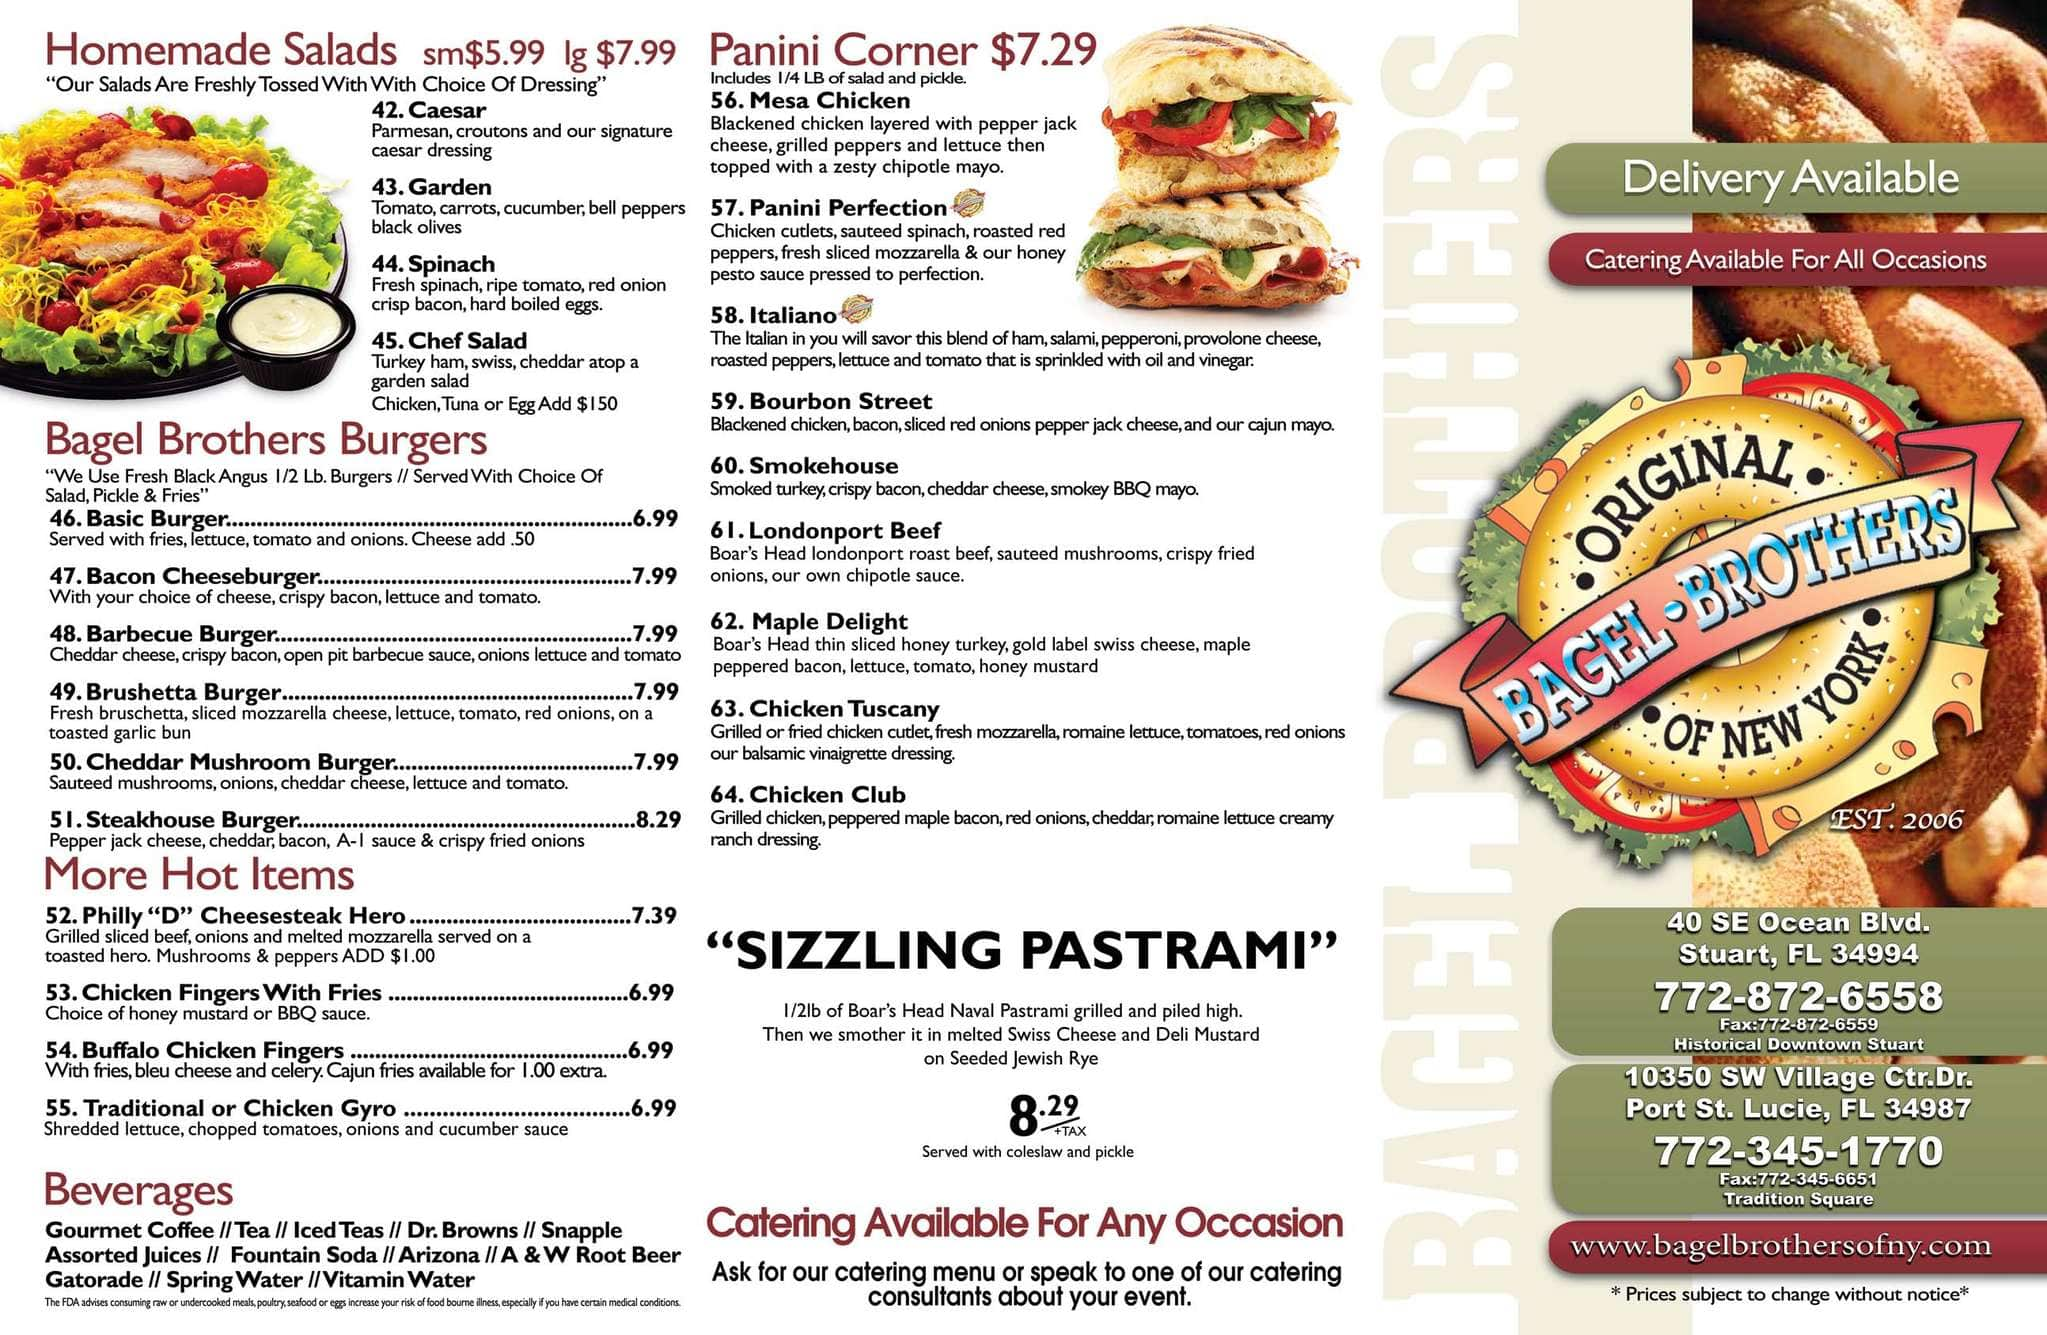 Homemade Salads sm$5.99 lg $7.99
“Our Salads Are Freshly Tossed With With Choice Of Dressing”
42. Caesar
Parmesan, croutons and our signature
caesar dressing
43. Garden
Tomato, carrots, cucumber, bell peppers
black olives
44. Spinach
Fresh spinach, ripe tomato, red onion
crisp bacon, hard boiled eggs.
45. Chef Salad
Turkey ham, swiss, cheddar atop a
garden salad
Chicken, Tuna or Egg Add $150
Bagel Brothers Burgers
“We Use Fresh Black Angus 1/2 Lb. Burgers // Served With Choice Of
Salad, Pickle & Fries”
46. Basic Burger....................6.99
Served with fries, lettuce, tomato and onions. Cheese add .50
47. Bacon Cheeseburger....................7.99
With your choice of cheese, crispy bacon, lettuce and tomato.
48. Barbecue Burger....................7.99
Cheddar cheese, crispy bacon, open pit barbecue sauce, onions lettuce and tomato
49. Brushetta Burger....................7.99
Fresh bruschetta, sliced mozzarella cheese, lettuce, tomato, red onions, on a
toasted garlic bun
50. Cheddar Mushroom Burger....................7.99
Sauteed mushrooms, onions, cheddar cheese, lettuce and tomato.
51. Steakhouse Burger....................8.29
Pepper jack cheese, cheddar, bacon, A-1 sauce & crispy fried onions
More Hot Items
52. Philly “D” Cheesesteak Hero....................7.39
Grilled sliced beef, onions and melted mozzarella served on a
toasted hero. Mushrooms & peppers ADD $1.00
53. Chicken Fingers With Fries ....................6.99
Choice of honey mustard or BBQ sauce.
54. Buffalo Chicken Fingers ....................6.99
With fries, bleu cheese and celery. Cajun fries available for 1.00 extra.
55. Traditional or Chicken Gyro ....................6.99
Shredded lettuce, chopped tomatoes, onions and cucumber sauce
Beverages
Gourmet Coffee // Tea // Iced Teas // Dr. Browns // Snapple
Assorted Juices // Fountain Soda // Arizona // A & W Root Beer
Gatorade // Spring Water // Vitamin Water
The FDA advises consuming raw or undercooked meals, poultry, seafood or eggs increase your risk of food bourne illness, especially if you have certain medical conditions.
Panini Corner $7.29
Includes 1/4 LB of salad and pickle.
56. Mesa Chicken
Blackened chicken layered with pepper jack
cheese, grilled peppers and lettuce then
topped with a zesty chipotle mayo.
57. Panini Perfection
Chicken cutlets, sauteed spinach, roasted red
peppers, fresh sliced mozzarella & our honey
pesto sauce pressed to perfection.
58. Italiano
The Italian in you will savor this blend of ham, salami, pepperoni, provolone cheese,
roasted peppers, lettuce and tomato that is sprinkled with oil and vinegar.
59. Bourbon Street
Blackened chicken, bacon, sliced red onions pepper jack cheese, and our cajun mayo.
60. Smokehouse
Smoked turkey, crispy bacon, cheddar cheese, smokey BBQ mayo.
61. Londonport Beef
Boar's Head londonport roast beef, sauteed mushrooms, crispy fried
onions, our own chipotle sauce.
62. Maple Delight
Boar's Head thin sliced honey turkey, gold label swiss cheese, maple
peppered bacon, lettuce, tomato, honey mustard
63. Chicken Tuscany
Grilled or fried chicken cutlet, fresh mozzarella, romaine lettuce, tomatoes, red onions
our balsamic vinaigrette dressing.
64. Chicken Club
Grilled chicken, peppered maple bacon, red onions, cheddar, romaine lettuce creamy
ranch dressing.
“SIZZLING PASTRAMI”
1/2lb of Boar's Head Naval Pastrami grilled and piled high.
Then we smother it in melted Swiss Cheese and Deli Mustard
on Seeded Jewish Rye
8.29
+TAX
Served with coleslaw and pickle
Catering Available For Any Occasion
Ask for our catering menu or speak to one of our catering
consultants about your event.
BAGEL BROTHERS
Delivery Available
Catering Available For All Occasions
• ORIGINAL •
BAGEL • BROTHERS
• OF NEW YORK •
EST. 2006
40 SE Ocean Blvd.
Stuart, FL 34994
772-872-6558
Fax:772-872-6559
Historical Downtown Stuart
10350 SW Village Ctr.Dr.
Port St. Lucie, FL 34987
772-345-1770
Fax:772-345-6651
Tradition Square
www.bagelbrothersofny.com
* Prices subject to change without notice*